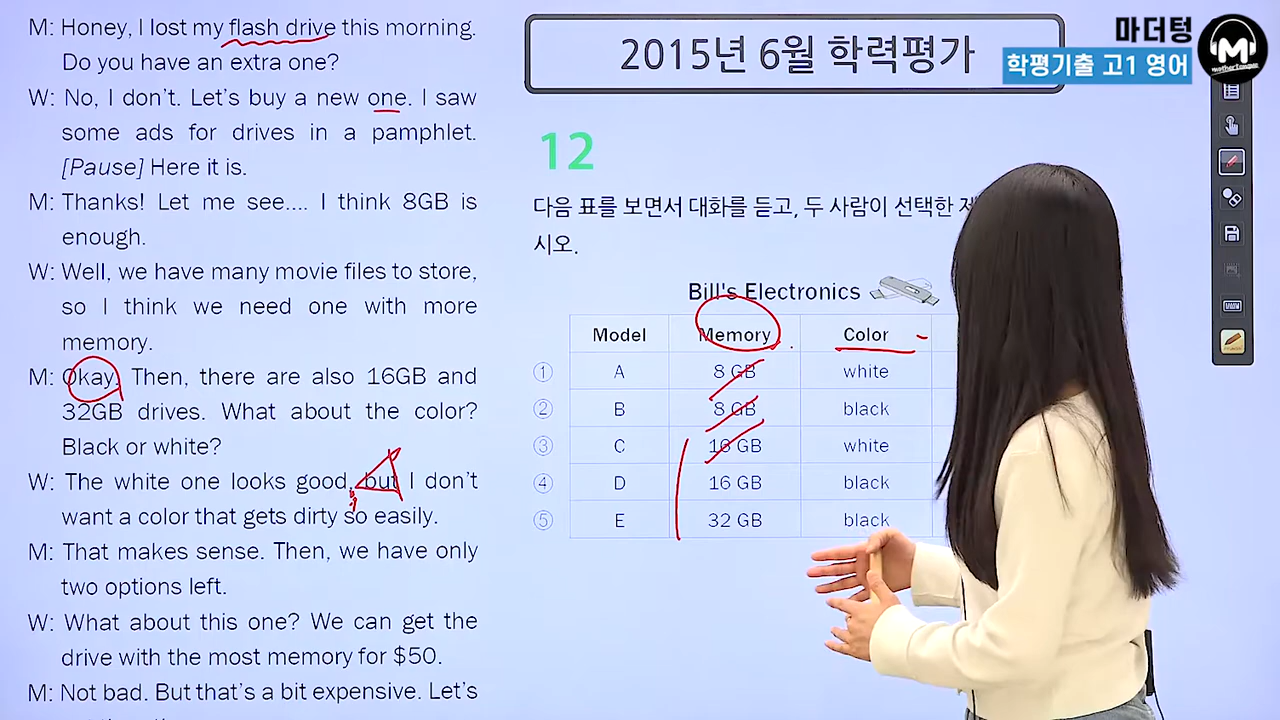 M: Honey, I lost my flash drive this morning.
Do you have an extra one?
W: No, I don't. Let's buy a new one. I saw
some ads for drives in a pamphlet.
[Pause] Here it is.
M: Thanks! Let me see.... I think 8GB is
enough.
W: Well, we have many movie files to store,
so I think we need one with more
memory.
M: Okay. Then, there are also 16GB and
32GB drives. What about the color?
Black or white?
W: The white one looks good, but I don't
want a color that gets dirty so easily.
M: That makes sense. Then, we have only
two options left.
W: What about this one? We can get the
drive with the most memory for $50.
M: Not bad. But that's a bit expensive. Let's
2015년 6월 학력평가
마더텅
학평기출 고1 영어
M
12
다음 표를 보면서 대화를 듣고, 두 사람이 선택한
시오.
Bill's Electronics
Model Memory Color
① A 8 GB white
② B 8 GB black
③ C 16 GB white
④ D 16 GB black
⑤ E 32 GB black